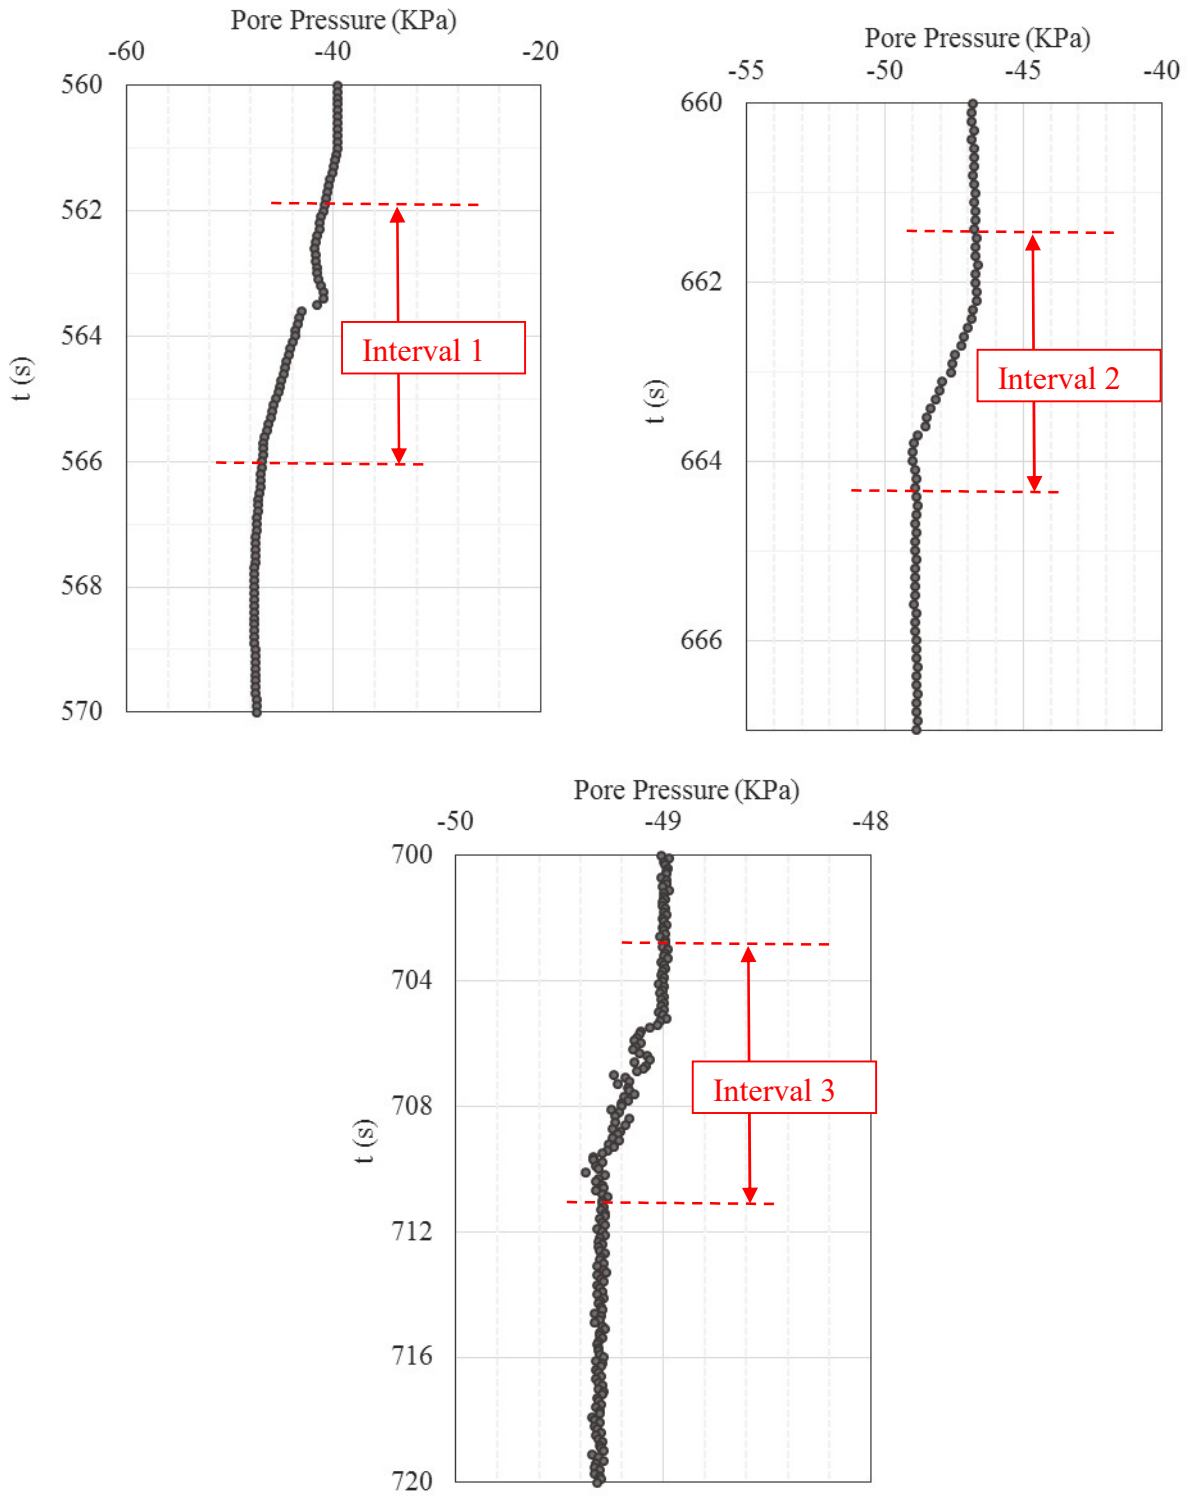 Pore Pressure (KPa)
-60 -40 -20
560
562
564
566
568
570
t (s)
Interval 1
Pore Pressure (KPa)
-55 -50 -45 -40
660
662
664
666
t (s)
Interval 2
Pore Pressure (KPa)
-50 -49 -48
700
704
708
712
716
720
t (s)
Interval 3